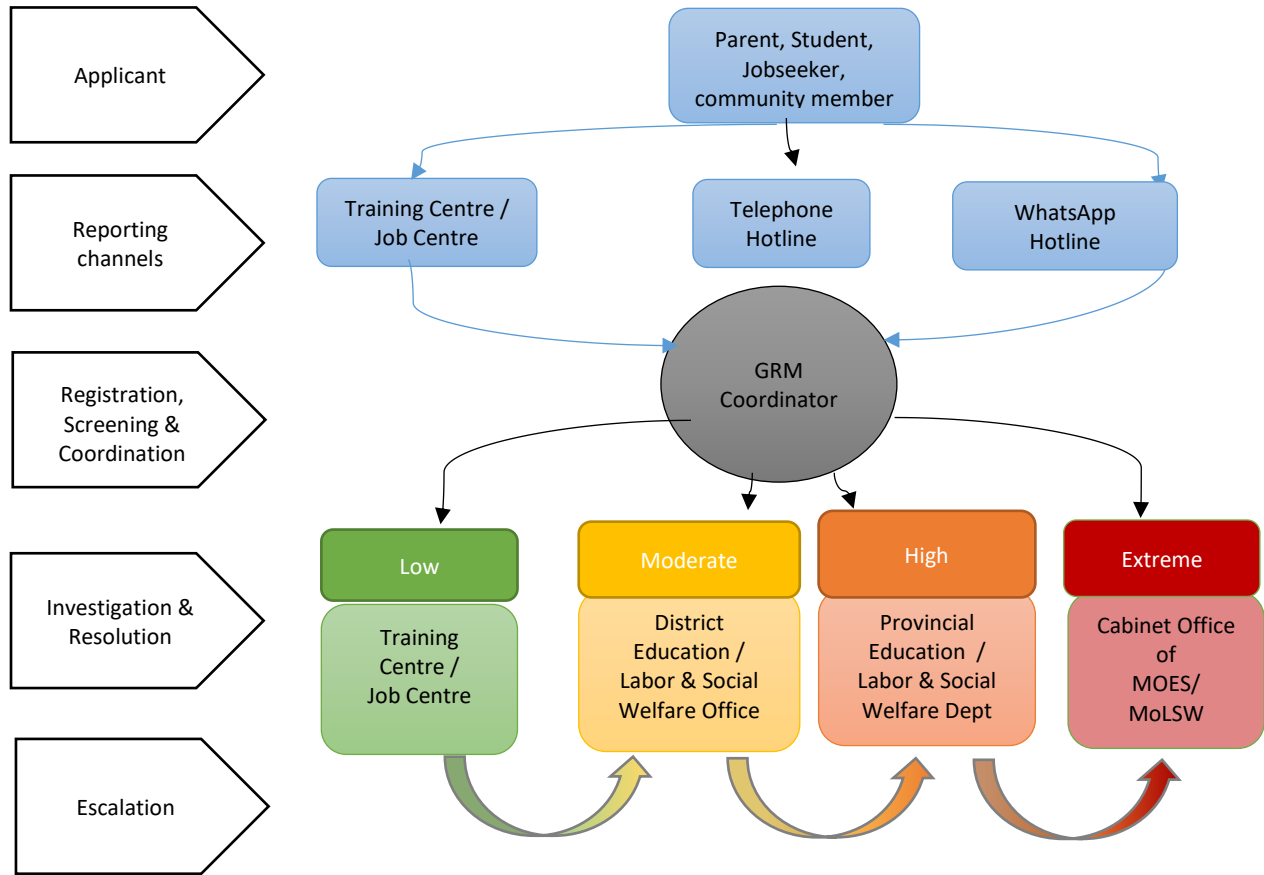 Applicant
Parent, Student,
Jobseeker,
community member
Reporting
channels
Training Centre /
Job Centre
Telephone
Hotline
WhatsApp
Hotline
Registration,
Screening &
Coordination
GRM
Coordinator
Investigation &
Resolution
Low
Moderate
High
Extreme
Training
Centre /
Job Centre
District
Education /
Labor & Social
Welfare Office
Provincial
Education /
Labor & Social
Welfare Dept
Cabinet Office
of
MOES/
MoLSW
Escalation